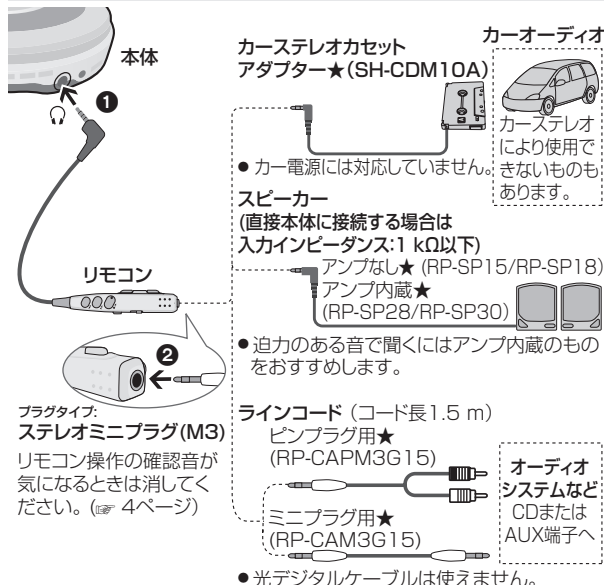 本体
❶
リモコン
❷
プラグタイプ:
ステレオミニプラグ(M3)
リモコン操作の確認音が
気になるときは消してく
ださい。(☞ 4ページ)
カーステレオカセット
アダプター★(SH-CDM10A)
● カー電源には対応していません。
カーオーディオ
カーステレオ
により使用で
きないものも
あります。
スピーカー
(直接本体に接続する場合は
入力インピーダンス:1 kΩ以下)
アンプなし★ (RP-SP15/RP-SP18)
アンプ内蔵★
(RP-SP28/RP-SP30)
● 迫力のある音で聞くにはアンプ内蔵のもの
をおすすめします。
ラインコード (コード長1.5 m)
ピンプラグ用★
(RP-CAPM3G15)
ミニプラグ用★
(RP-CAM3G15)
オーディオ
システムなど
CDまたは
AUX端子へ
● 光デジタルケーブルは使えません。